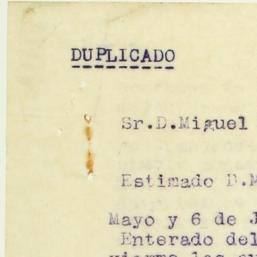 DUPLICADO
Sr.D.Miguel
Estimado D.M
Mayo y 6 de J
Enterado del